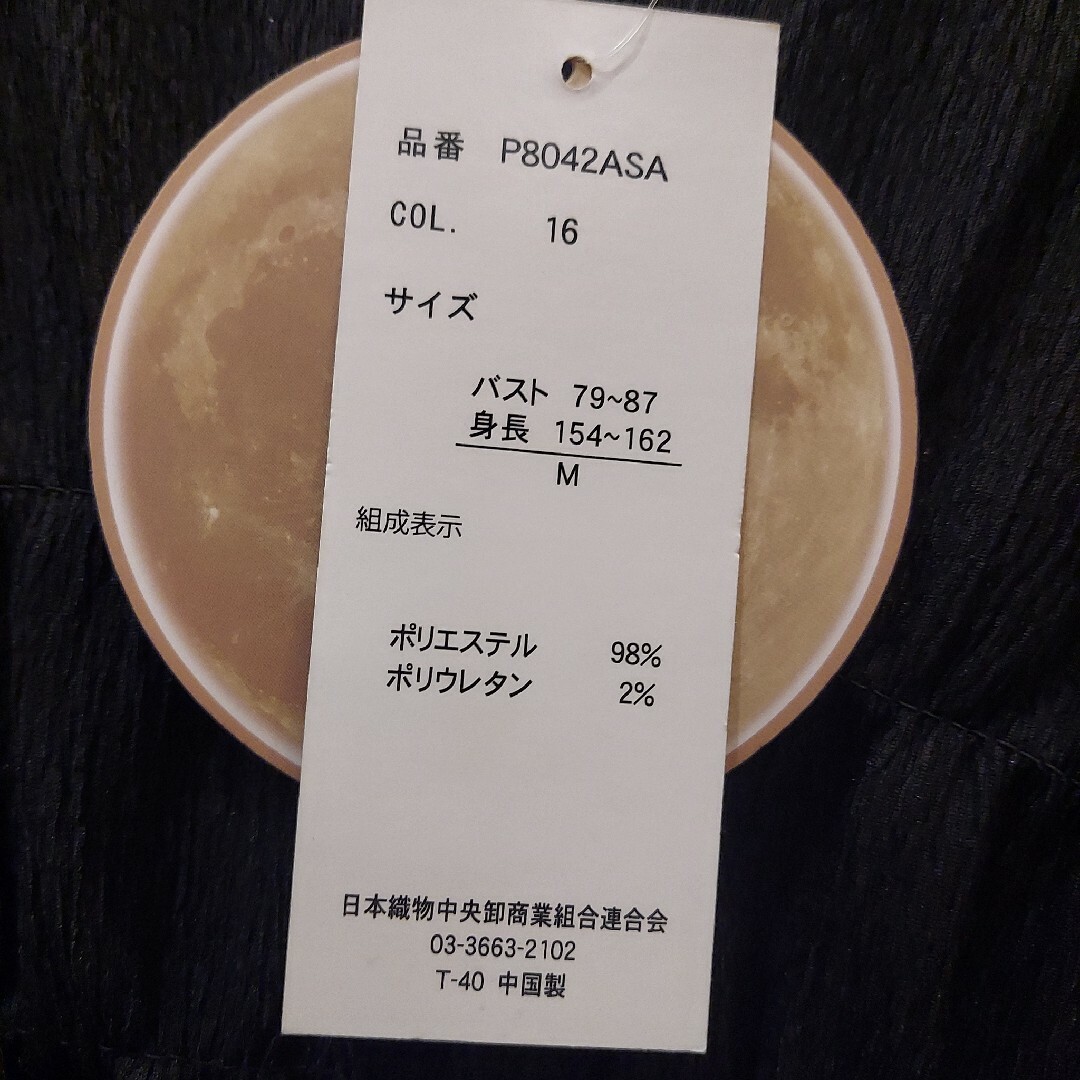 品番 P8042ASA
COL. 16
サイズ
バスト 79~87
身長 154~162
M
組成表示
ポリエステル 98%
ポリウレタン 2%
日本織物中央卸商業組合連合会
03-3663-2102
T-40 中国製